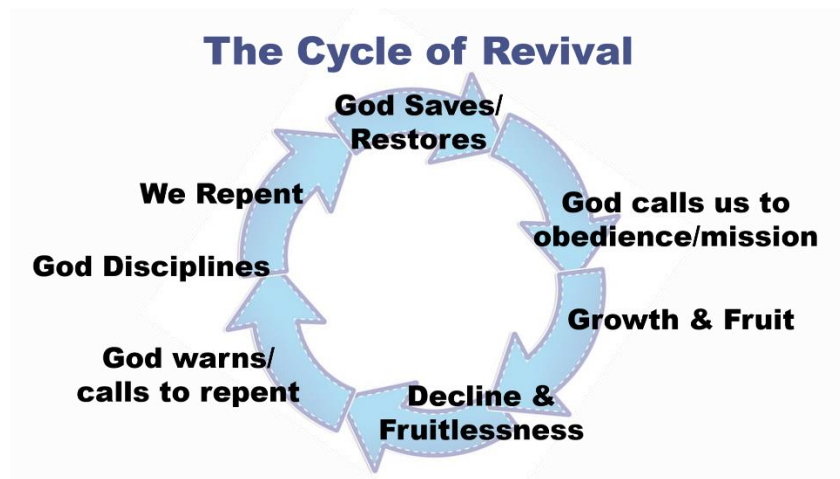 The Cycle of Revival
God Saves/
Restores
God calls us to
obedience/mission
Growth & Fruit
Decline &
Fruitlessness
God warns/
calls to repent
God Disciplines
We Repent